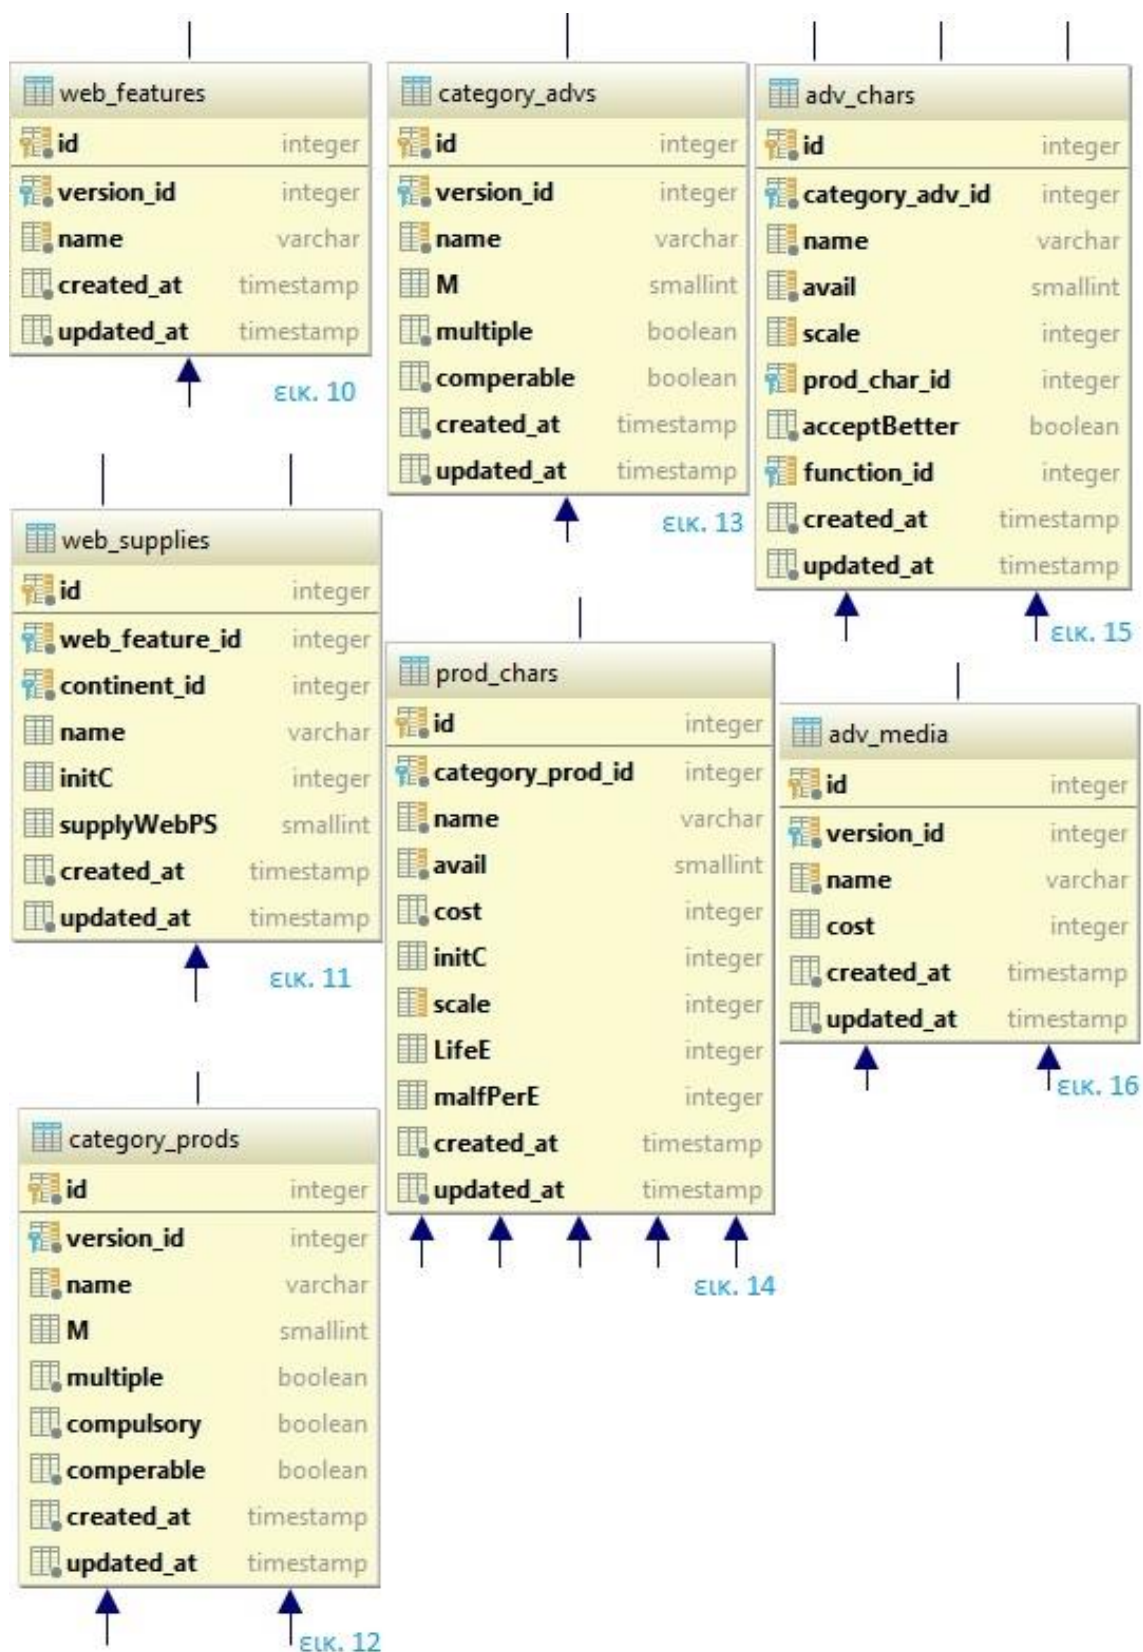 web_features
id integer
version_id integer
name varchar
created_at timestamp
updated_at timestamp
εικ. 10
category_advs
id integer
version_id integer
name varchar
M smallint
multiple boolean
comperable boolean
created_at timestamp
updated_at timestamp
εικ. 13
adv_chars
id integer
category_adv_id integer
name varchar
avail smallint
scale integer
prod_char_id integer
acceptBetter boolean
function_id integer
created_at timestamp
updated_at timestamp
εικ. 15
web_supplies
id integer
web_feature_id integer
continent_id integer
name varchar
initC integer
supplyWebPS smallint
created_at timestamp
updated_at timestamp
εικ. 11
prod_chars
id integer
category_prod_id integer
name varchar
avail smallint
cost integer
initC integer
scale integer
LifeE integer
malfPerE integer
created_at timestamp
updated_at timestamp
εικ. 14
adv_media
id integer
version_id integer
name varchar
cost integer
created_at timestamp
updated_at timestamp
εικ. 16
category_prods
id integer
version_id integer
name varchar
M smallint
multiple boolean
compulsory boolean
comperable boolean
created_at timestamp
updated_at timestamp
εικ. 12